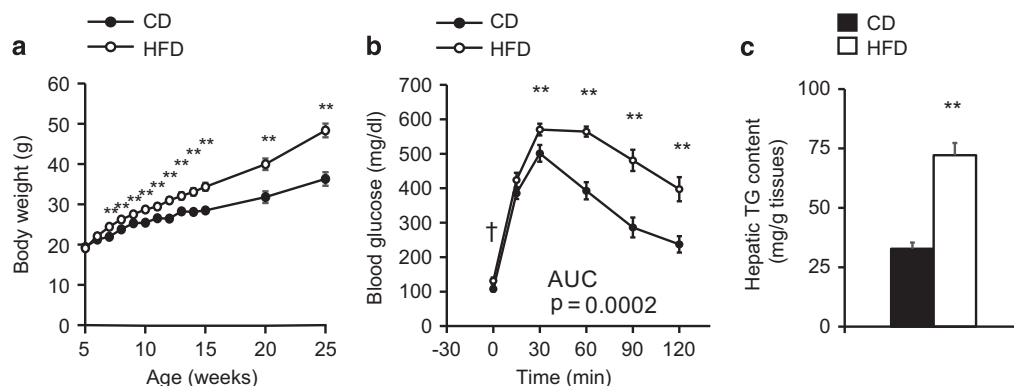 a
CD
HFD
Body weight (g)
60
50
40
30
20
10
0
** ** ** ** ** ** ** ** ** ** **
5 10 15 20 25
Age (weeks)
b
CD
HFD
Blood glucose (mg/dl)
700
600
500
400
300
200
100
0
†
** ** ** **
AUC
p = 0.0002
-30 0 30 60 90 120
Time (min)
c
CD
HFD
Hepatic TG content
(mg/g tissues)
100
75
50
25
0
**